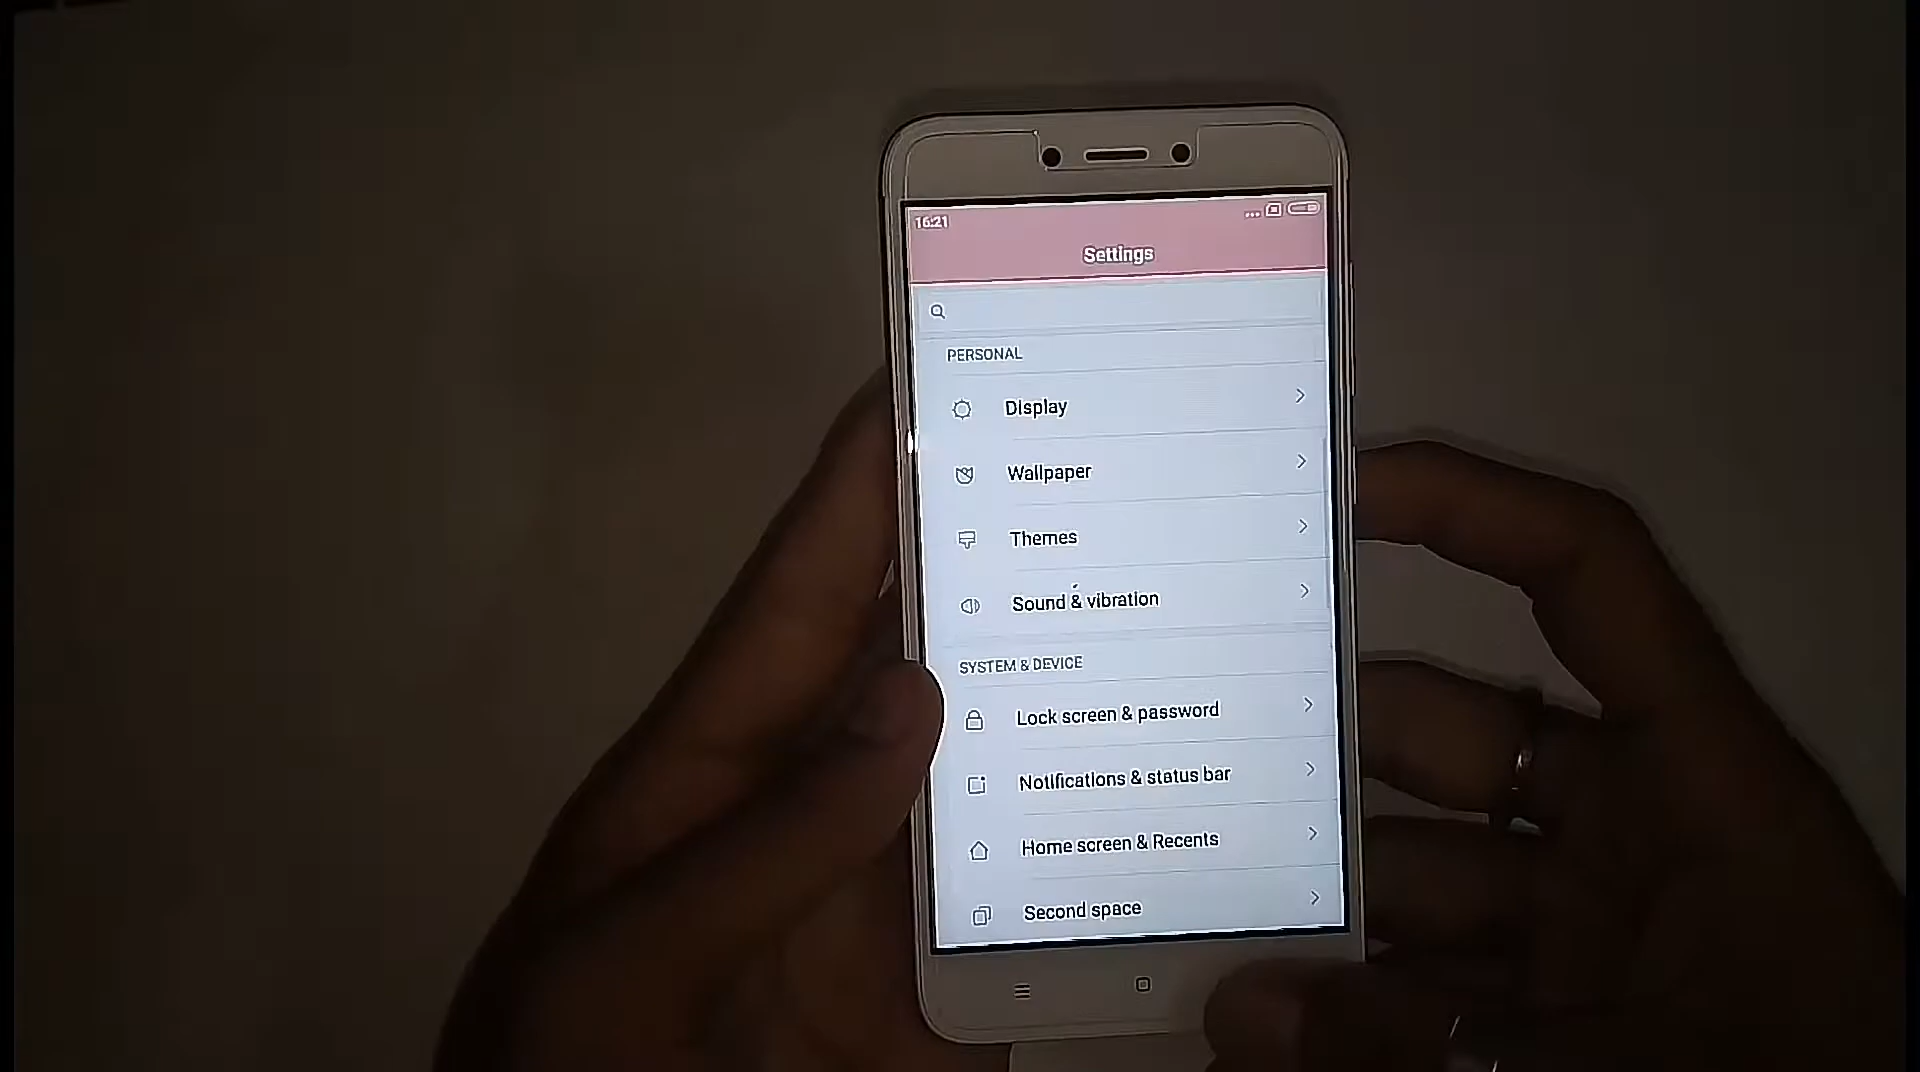 16:21
Settings
PERSONAL
Display
Wallpaper
Themes
Sound & vibration
SYSTEM & DEVICE
Lock screen & password
Notifications & status bar
Home screen & Recents
Second space